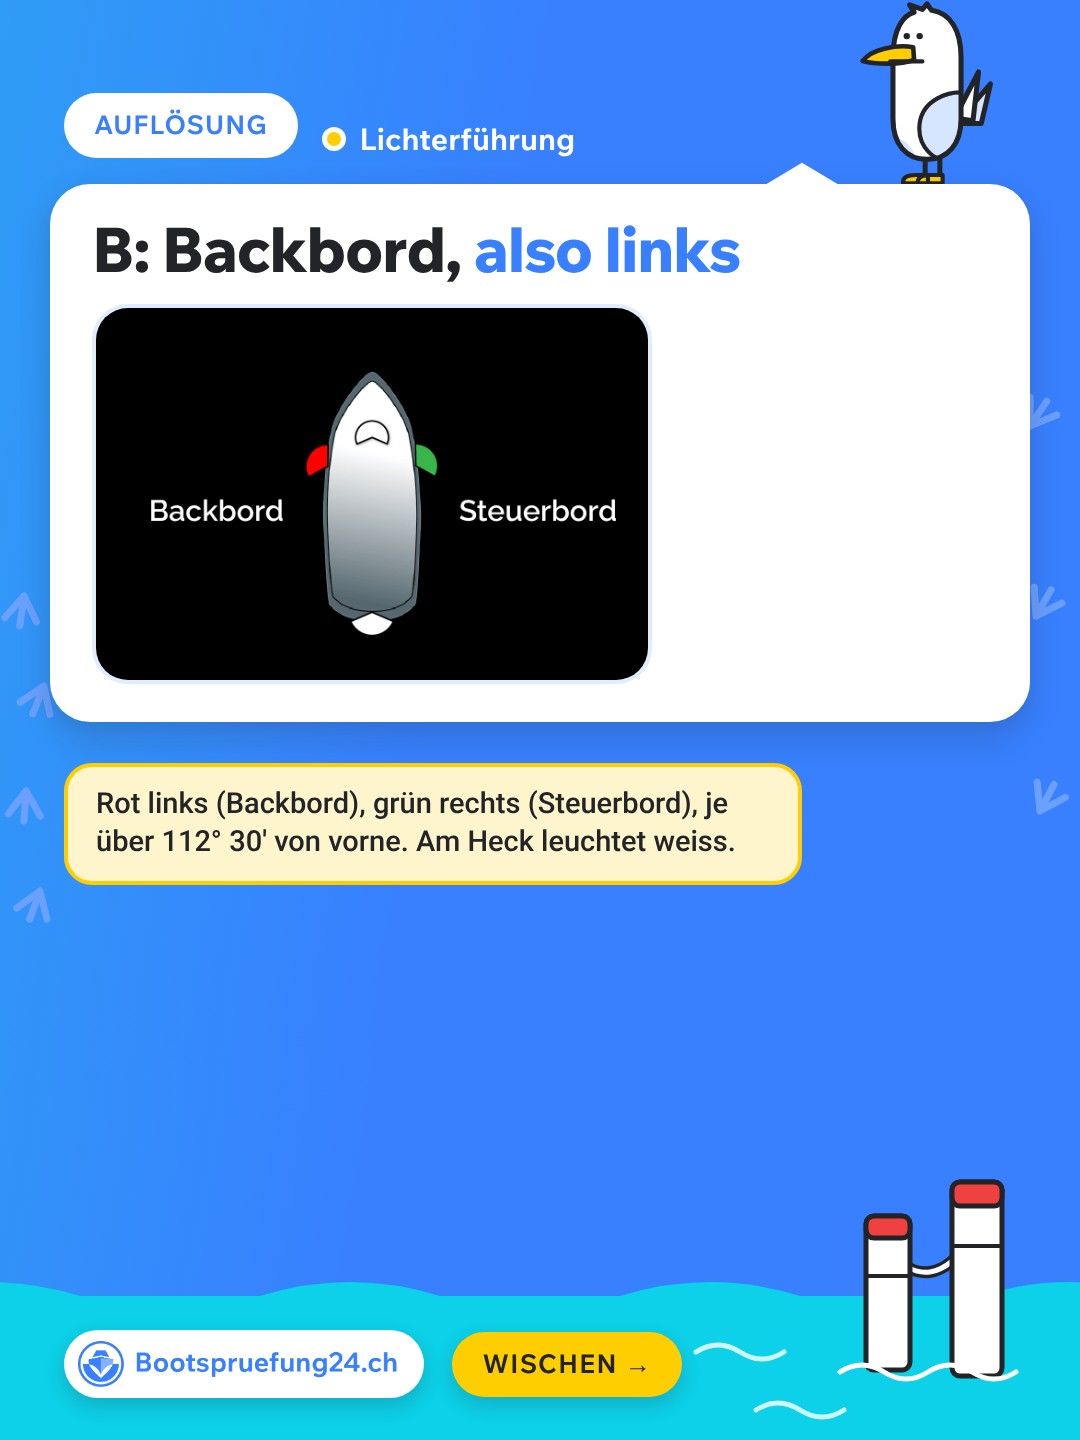 AUFLÖSUNG
Lichterführung
B: Backbord, also links
Backbord
Steuerbord
Rot links (Backbord), grün rechts (Steuerbord), je
über 112° 30' von vorne. Am Heck leuchtet weiss.
Bootspruefung24.ch
WISCHEN →